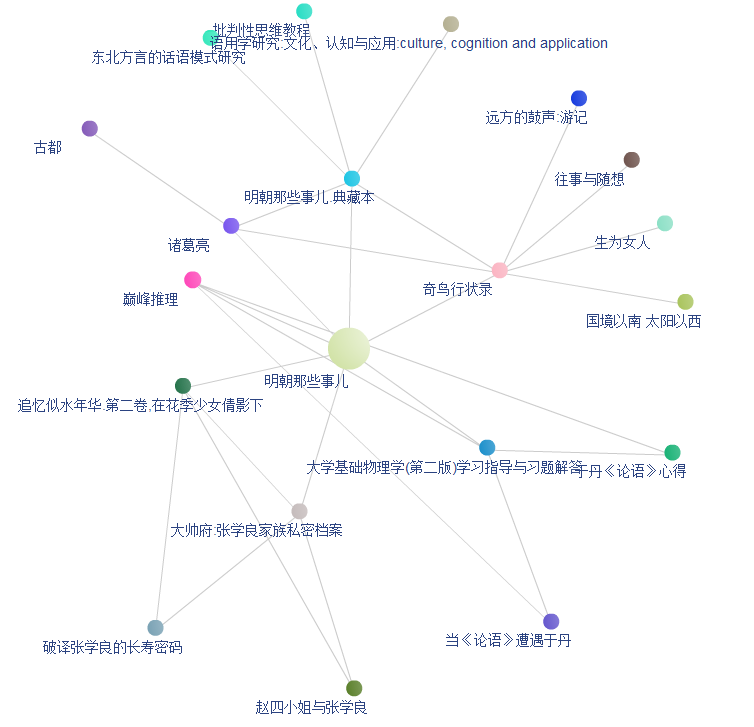 批判性思维教程
语用学研究:文化、认知与应用:culture, cognition and application
东北方言的话语模式研究
远方的鼓声:游记
古都
往事与随想
明朝那些事儿.典藏本
诸葛亮
生为女人
奇鸟行状录
巅峰推理
国境以南 太阳以西
明朝那些事儿
追忆似水年华.第二卷,在花季少女倩影下
大学基础物理学(第二版)学习指导与习题解答
于丹《论语》心得
大帅府:张学良家族私密档案
当《论语》遭遇于丹
破译张学良的长寿密码
赵四小姐与张学良